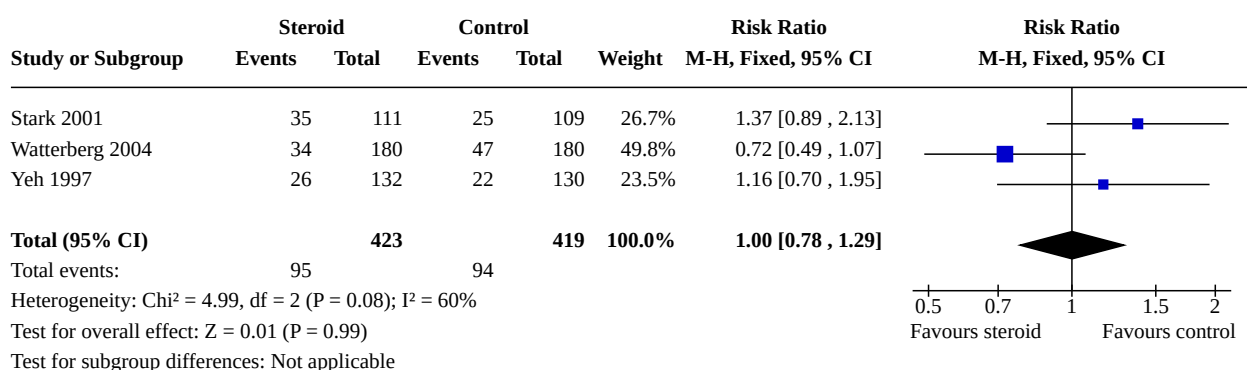 Steroid Control Risk Ratio Risk Ratio
Study or Subgroup Events Total Events Total Weight M-H, Fixed, 95% CI M-H, Fixed, 95% CI
Stark 2001 35 111 25 109 26.7% 1.37 [0.89 , 2.13]
Watterberg 2004 34 180 47 180 49.8% 0.72 [0.49 , 1.07]
Yeh 1997 26 132 22 130 23.5% 1.16 [0.70 , 1.95]
Total (95% CI) 423 419 100.0% 1.00 [0.78 , 1.29]
Total events: 95 94
Heterogeneity: Chi² = 4.99, df = 2 (P = 0.08); I² = 60%
0.5 0.7 1 1.5 2
Test for overall effect: Z = 0.01 (P = 0.99)
Favours steroid Favours control
Test for subgroup differences: Not applicable